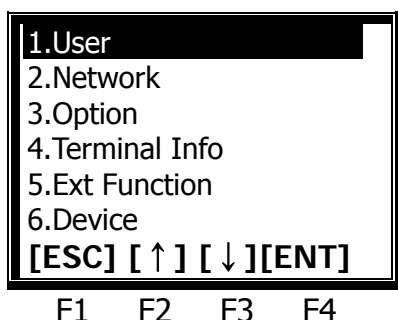 1.User
2.Network
3.Option
4.Terminal Info
5.Ext Function
6.Device
[ESC] [↑] [↓][ENT]
F1 F2 F3 F4